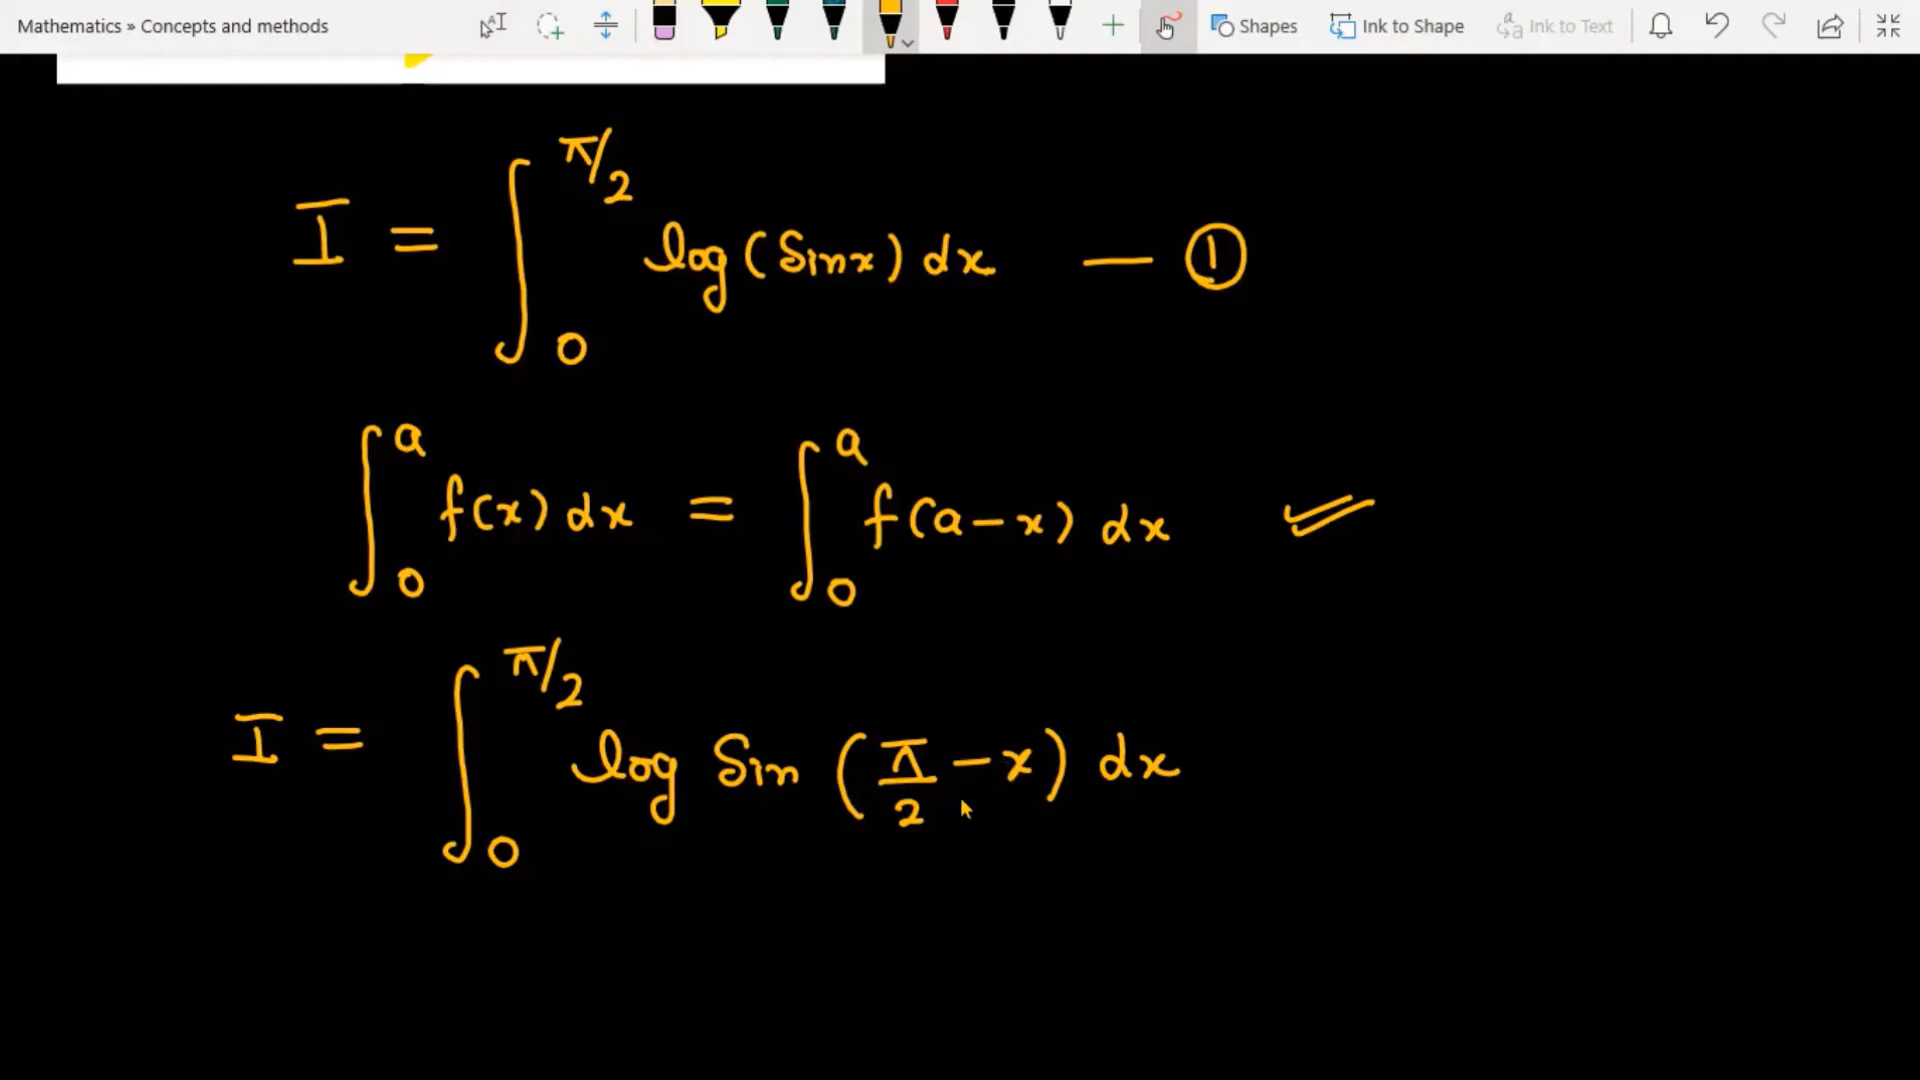 Mathematics » Concepts and methods Shapes Ink to Shape Ink to Text
I = ∫₀^{π/2} log(Sinx) dx — ①
∫₀^a f(x) dx = ∫₀^a f(a-x) dx
I = ∫₀^{π/2} log Sin (π/2 - x) dx